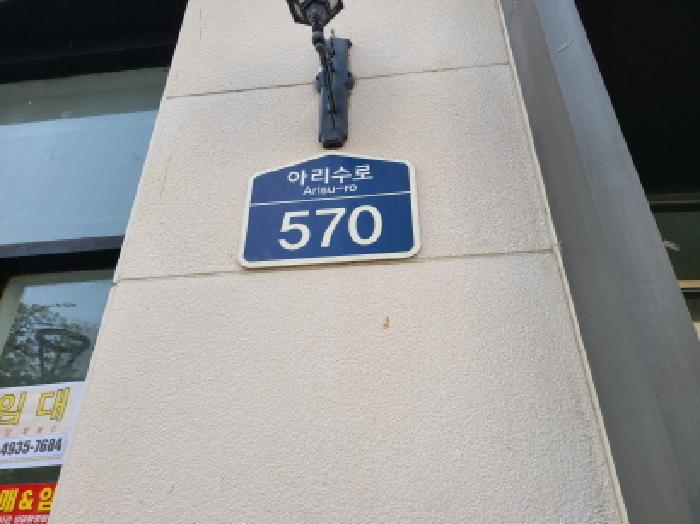 아리수로
Arisu-ro
570
임대
4935-7684
매 & 임